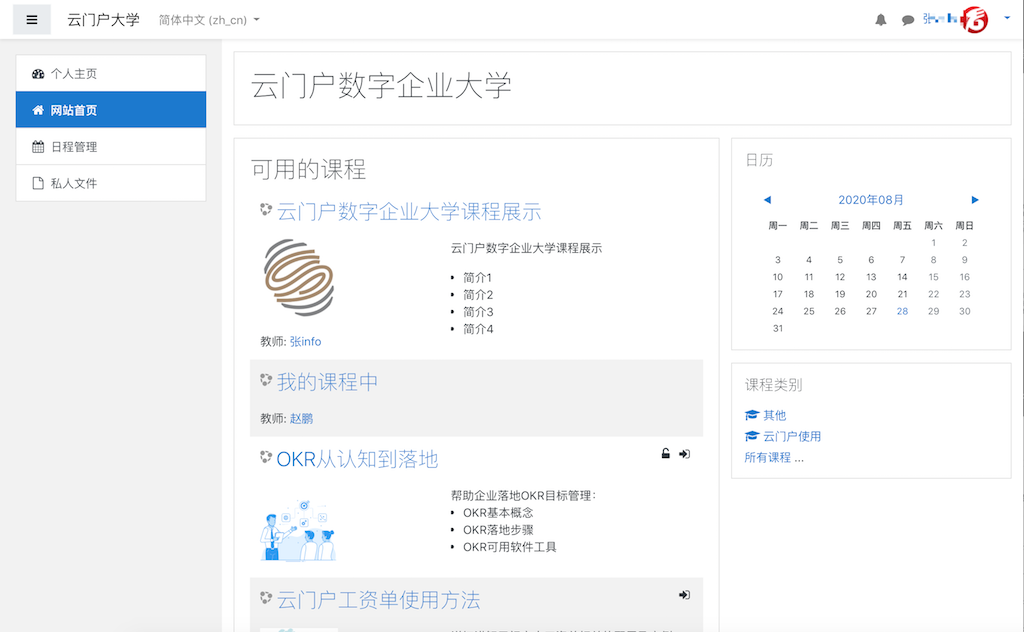 云门户大学 简体中文 (zh_cn)
个人主页
网站首页
日程管理
私人文件
云门户数字企业大学
可用的课程
云门户数字企业大学课程展示
云门户数字企业大学课程展示
• 简介1
• 简介2
• 简介3
• 简介4
教师: 张info
我的课程中
教师: 赵鹏
OKR从认知到落地
帮助企业落地OKR目标管理：
• OKR基本概念
• OKR落地步骤
• OKR可用软件工具
云门户工资单使用方法
日历
◀ 2020年08月 ▶
周一 周二 周三 周四 周五 周六 周日
1 2
3 4 5 6 7 8 9
10 11 12 13 14 15 16
17 18 19 20 21 22 23
24 25 26 27 28 29 30
31
课程类别
其他
云门户使用
所有课程 ...